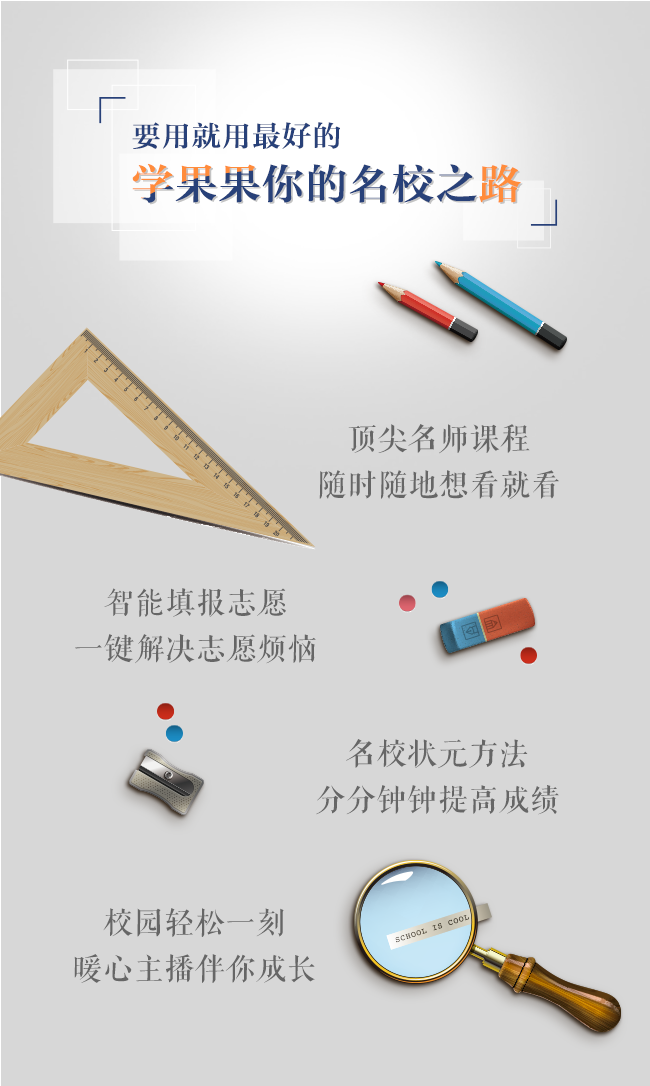 要用就用最好的
学果果你的名校之路
顶尖名师课程
随时随地想看就看
智能填报志愿
一键解决志愿烦恼
名校状元方法
分分钟钟提高成绩
校园轻松一刻
暖心主播伴你成长
SCHOOL IS COOL